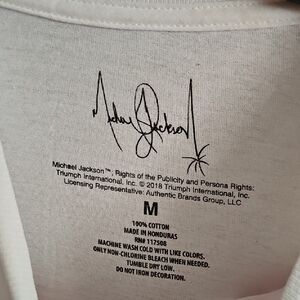 Michael Jackson
Michael Jackson™; Rights of the Publicity and Persona Rights:
Triumph International, Inc. © 2018 Triumph International, Inc.
Licensing Representative: Authentic Brands Group, LLC
M
100% COTTON
MADE IN HONDURAS
RN# 117508
MACHINE WASH COLD WITH LIKE COLORS.
ONLY NON-CHLORINE BLEACH WHEN NEEDED.
TUMBLE DRY LOW.
DO NOT IRON DECORATION.